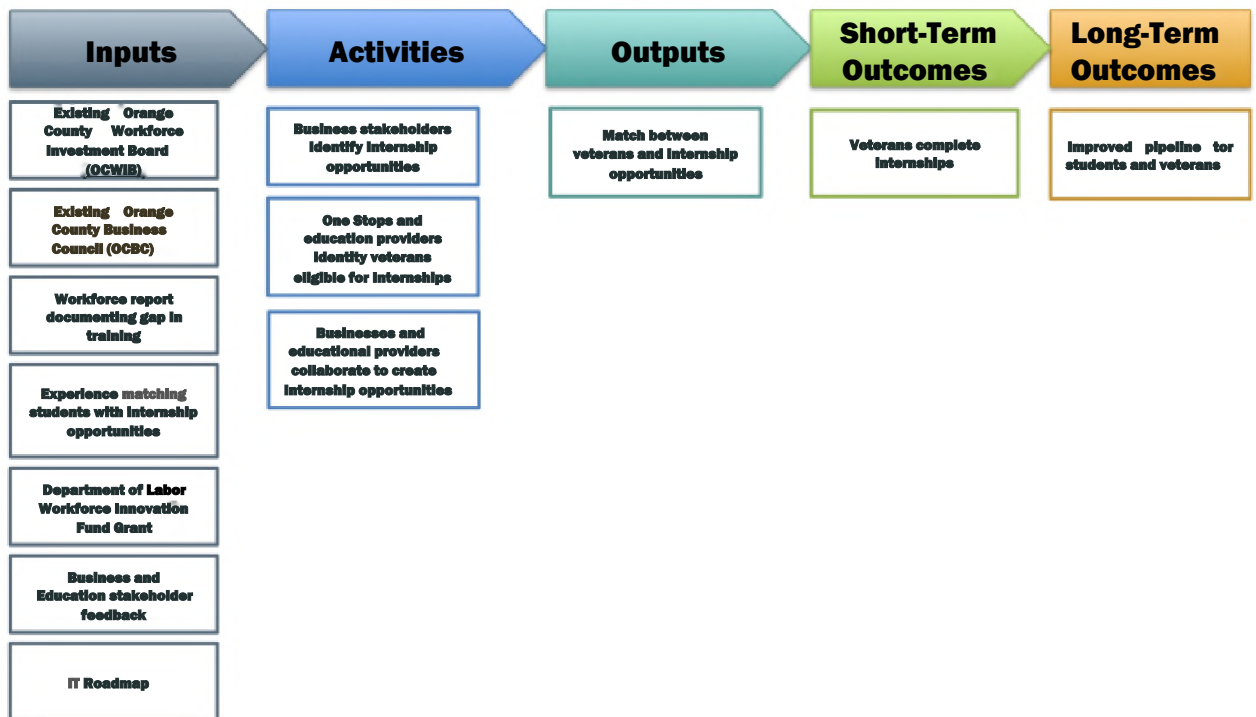 Inputs
Activities
Outputs
Short-Term
Outcomes
Long-Term
Outcomes
Existing Orange
County Workforce
Investment Board
(OCWIB)
Existing Orange
County Business
Council (OCBC)
Workforce report
documenting gap in
training
Experience matching
students with internship
opportunities
Department of Labor
Workforce Innovation
Fund Grant
Business and
Education stakeholder
feedback
IT Roadmap
Business stakeholders
identify internship
opportunities
One Stops and
education providers
identity veterans
eligible for internships
Businesses and
educational providers
collaborate to create
internship opportunities
Match between
veterans and internship
opportunities
Veterans complete
internships
Improved pipeline tor
students and veterans